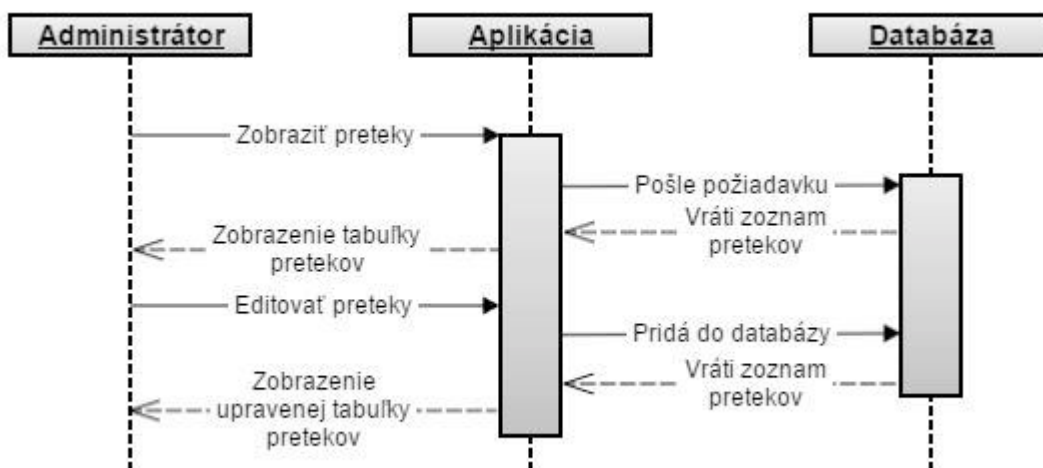 Administrátor
Aplikácia
Databáza
Zobraziť preteky
Pošle požiadavku
Vráti zoznam
pretekov
Zobrazenie tabuľky
pretekov
Editovať preteky
Pridá do databázy
Vráti zoznam
pretekov
Zobrazenie
upravenej tabuľky
pretekov